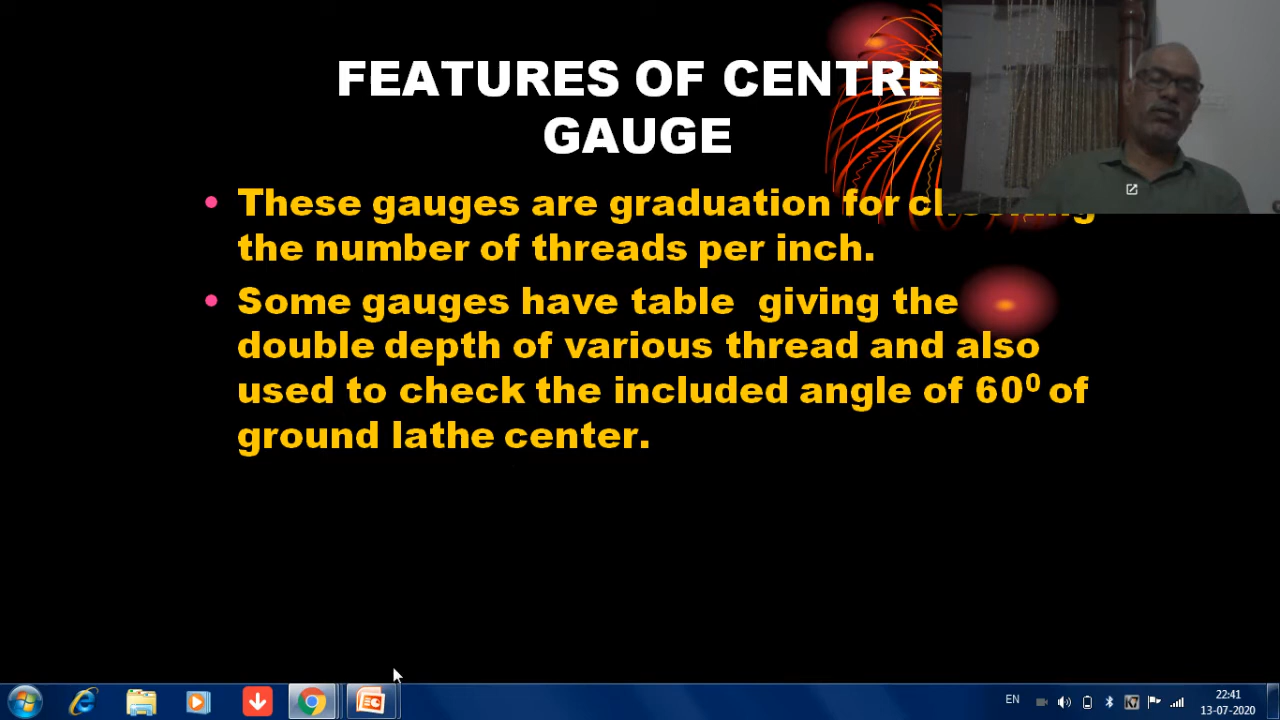 FEATURES OF CENTRE
GAUGE
• These gauges are graduation for
the number of threads per inch.
• Some gauges have table giving the
double depth of various thread and also
used to check the included angle of 60⁰ of
ground lathe center.
EN
22:41
13-07-2020